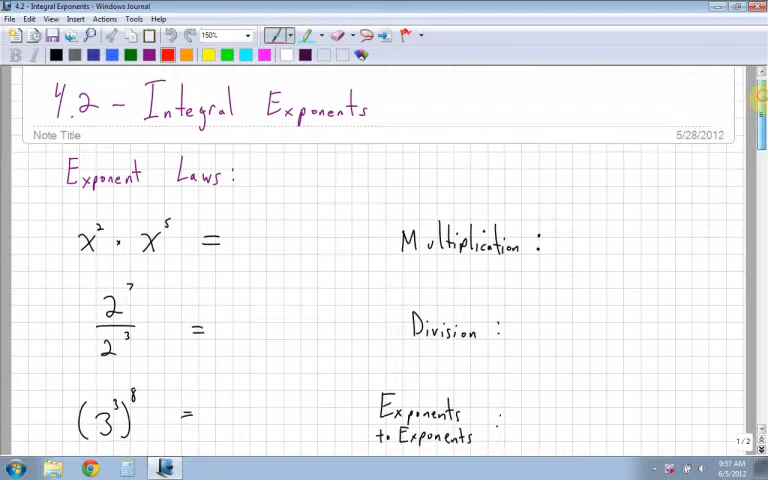 4.2 - Integral Exponents - Windows Journal
File Edit View Insert Actions Tools Help
150%
B I
4.2 - Integral Exponents
Note Title 5/28/2012
Exponent Laws:
x² · x⁵ = Multiplication :
2⁷ / 2³ = Division :
(3³)⁸ = Exponents to Exponents :
1 / 2
9:57 AM
6/5/2012